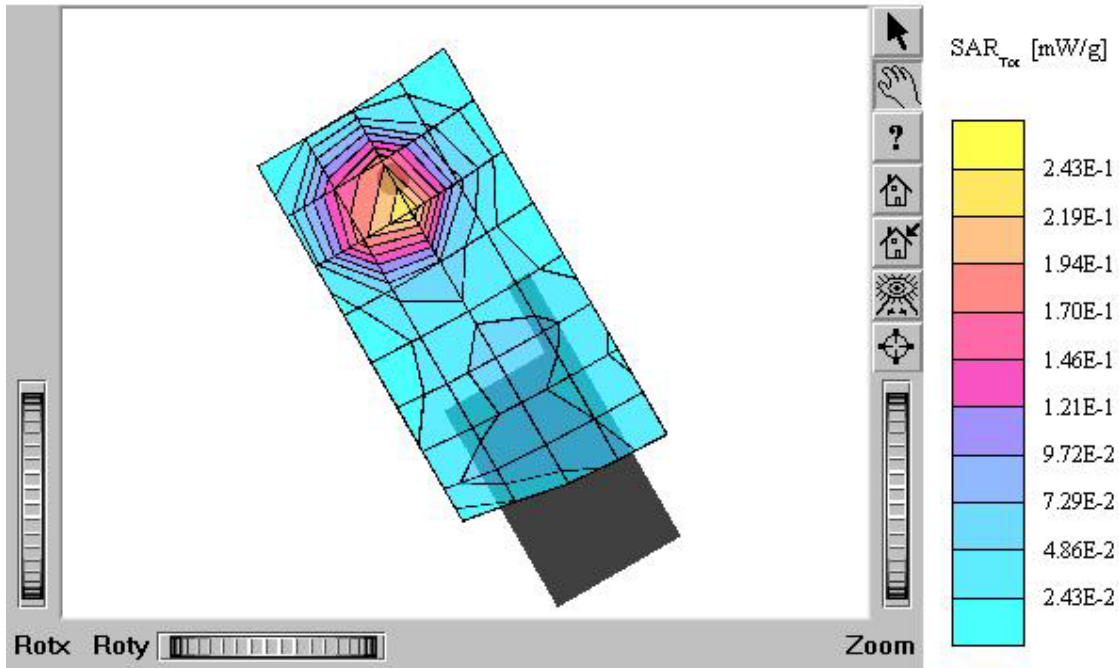 SARTot [mW/g]
?
2.43E-1
2.19E-1
1.94E-1
1.70E-1
1.46E-1
1.21E-1
9.72E-2
7.29E-2
4.86E-2
2.43E-2
Rotx Roty Zoom